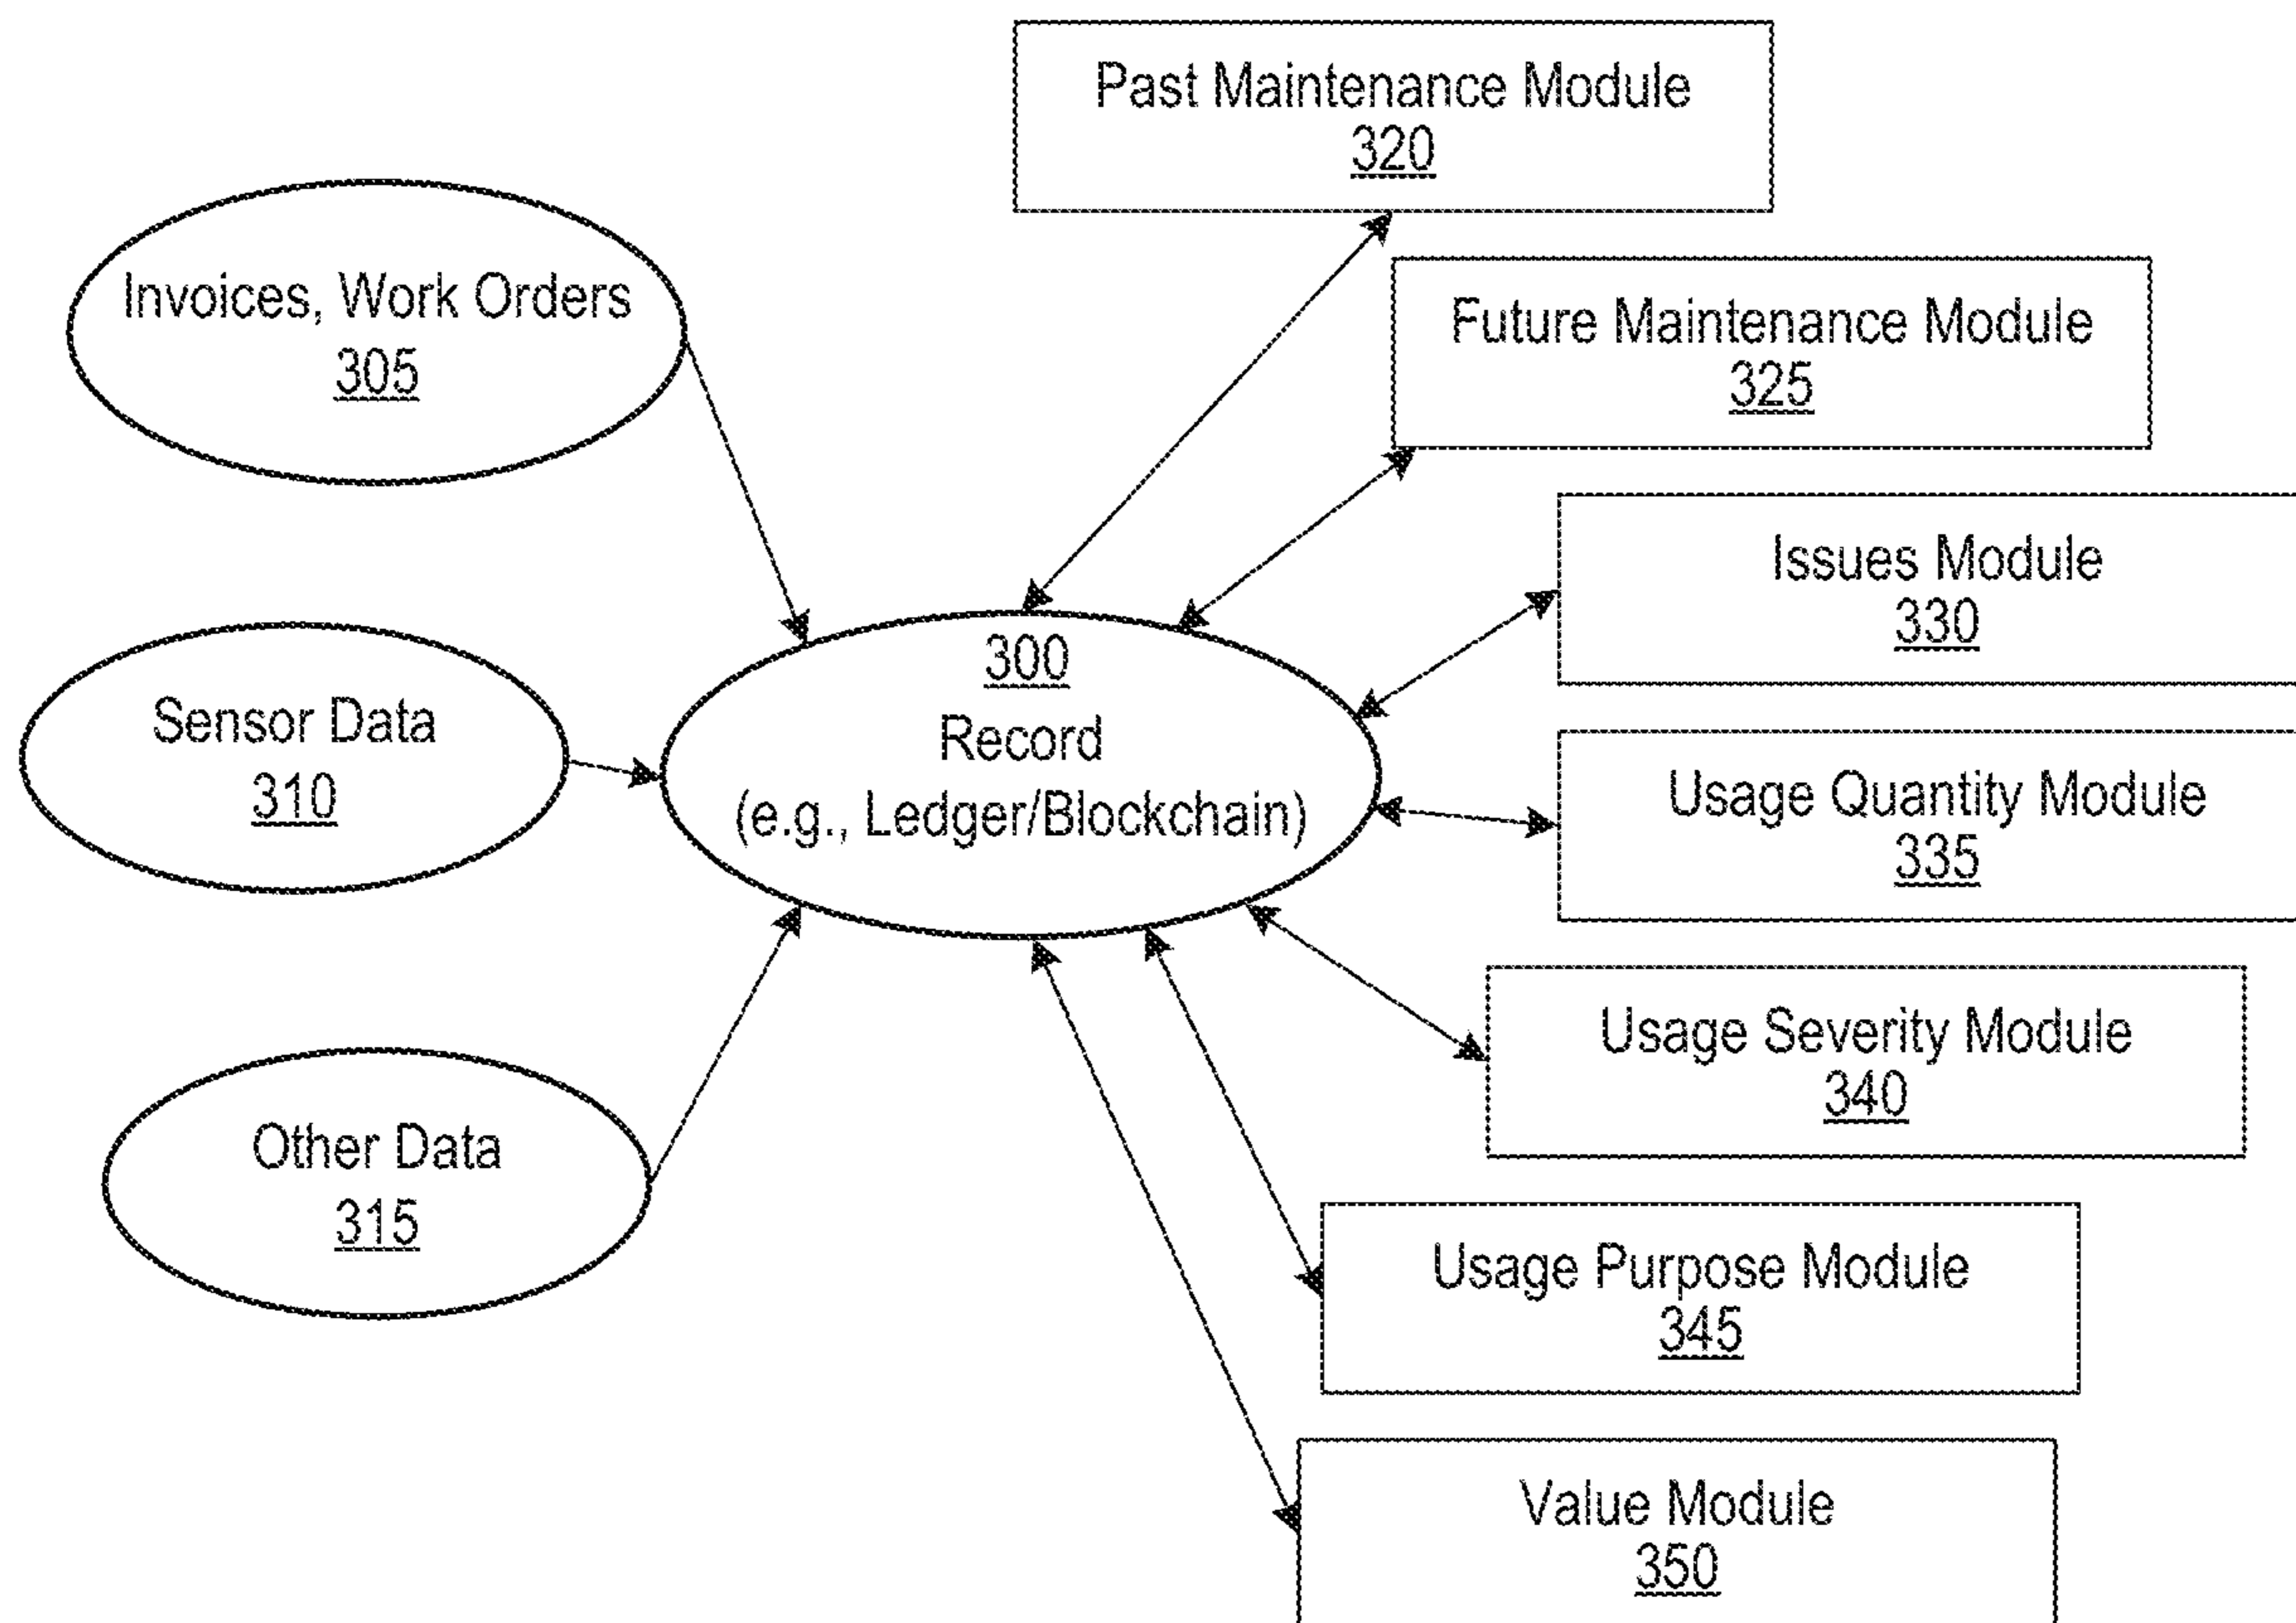 Past Maintenance Module
320
Invoices, Work Orders
305
Future Maintenance Module
325
Issues Module
330
300
Record
(e.g., Ledger/Blockchain)
Sensor Data
310
Usage Quantity Module
335
Usage Severity Module
340
Other Data
315
Usage Purpose Module
345
Value Module
350